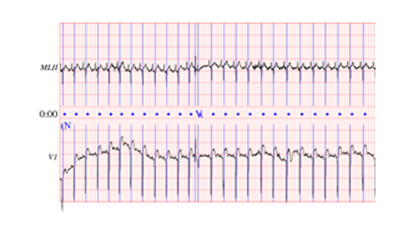 MLII
0:00 • • • • • • • • • • • V • • • • • • • • • • • • • •
(N
V1